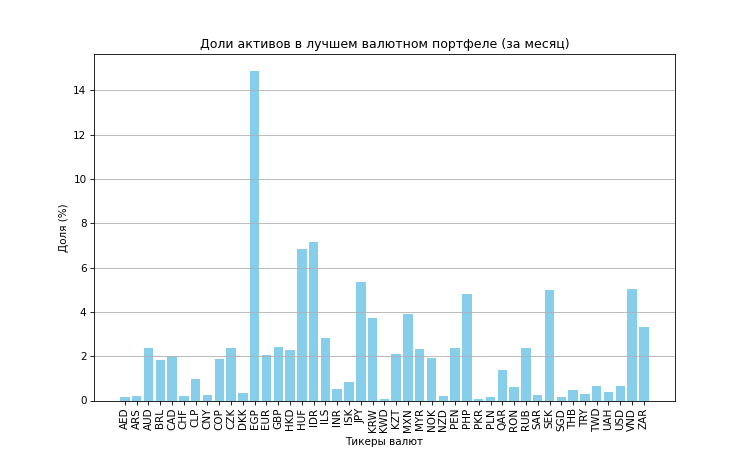 Доли активов в лучшем валютном портфеле (за месяц)
Доля (%)
14
12
10
8
6
4
2
0
AED ARS AUD BRL CAD CHF CLP CNY COP CZK DKK EGP EUR GBP HKD HUF IDR ILS INR ISK JPY KRW KWD KZT MXN MYR NOK NZD PEN PHP PKR PLN QAR RON RUB SAR SEK SGD THB TRY TWD UAH USD VND ZAR
Тикеры валют